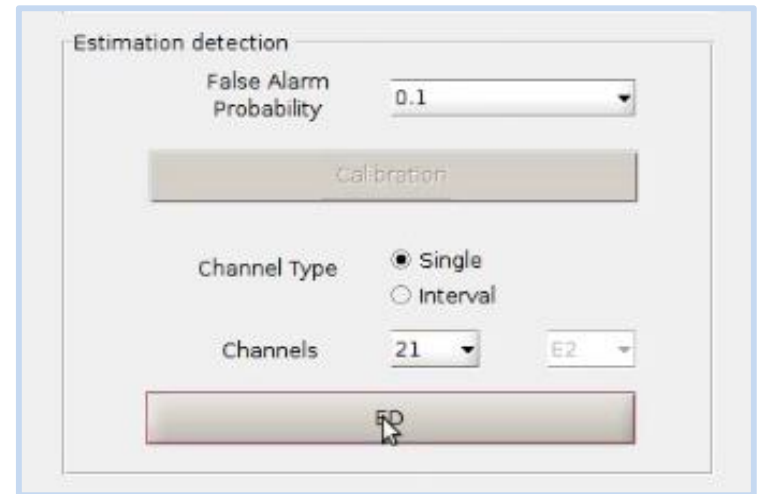 Estimation detection
False Alarm
Probability
0.1
Calibration
Channel Type
Single
Interval
Channels
21
E2
ED